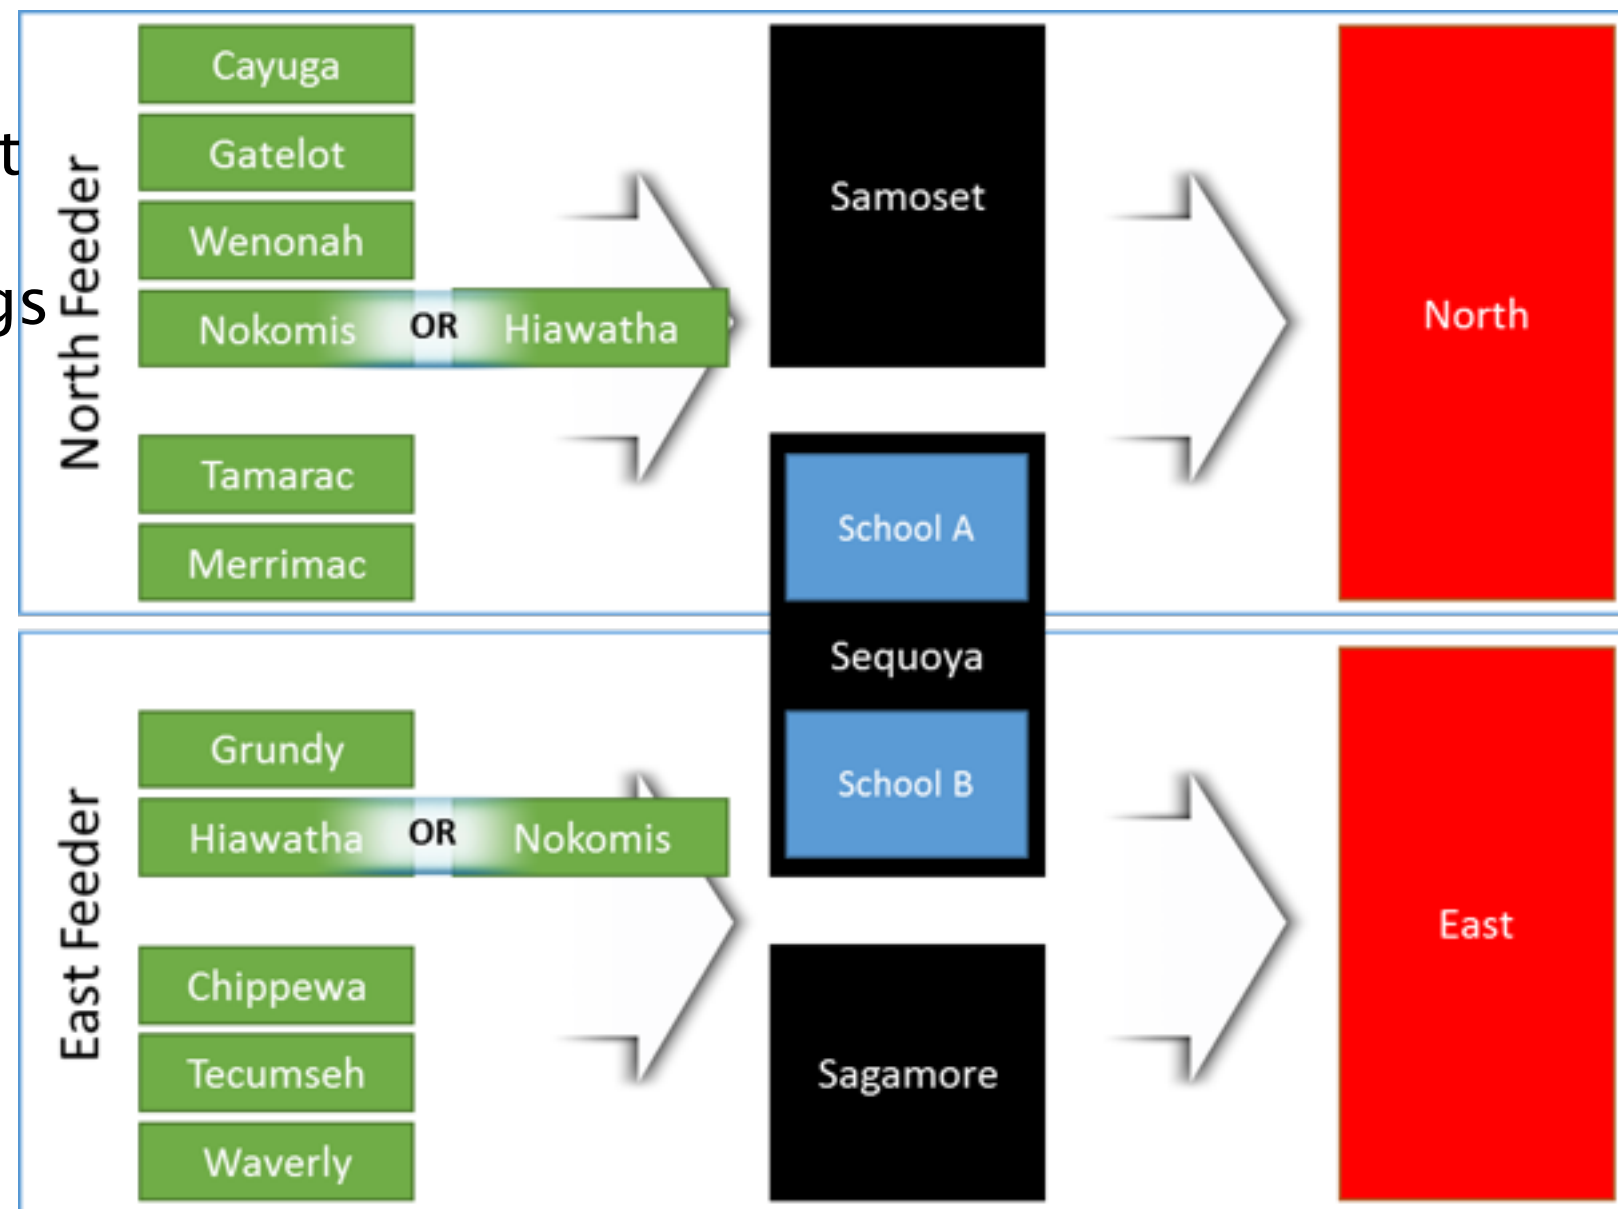 t
gs
North Feeder
Cayuga
Gatelot
Wenonah
Nokomis OR Hiawatha
Tamarac
Merrimac
Samoset
School A
Sequoya
School B
North
East Feeder
Grundy
Hiawatha OR Nokomis
Chippewa
Tecumseh
Waverly
Sagamore
East